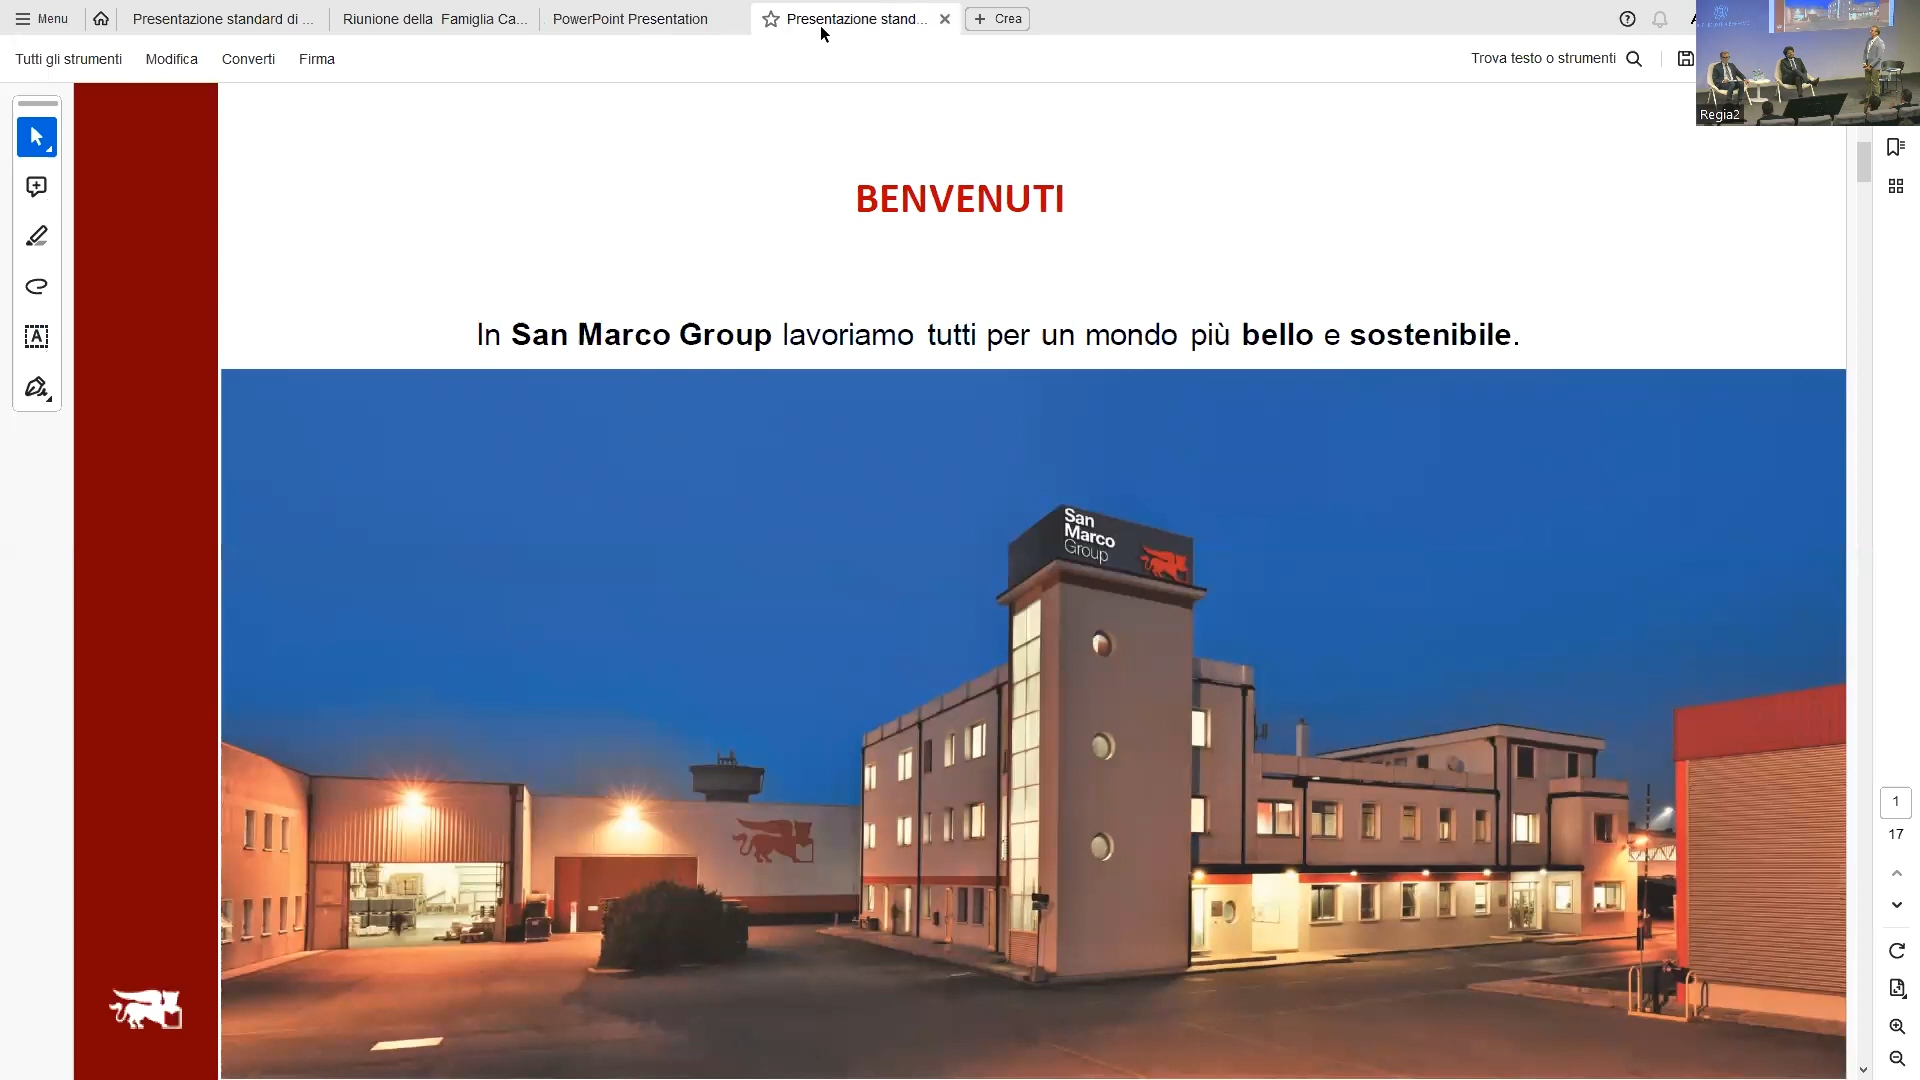 Menu
Presentazione standard di ...
Riunione della Famiglia Ca...
PowerPoint Presentation
Presentazione stand...
Crea
Tutti gli strumenti
Modifica
Converti
Firma
Trova testo o strumenti
Regia2
BENVENUTI
In San Marco Group lavoriamo tutti per un mondo più bello e sostenibile.
San
Marco
Group
1
17